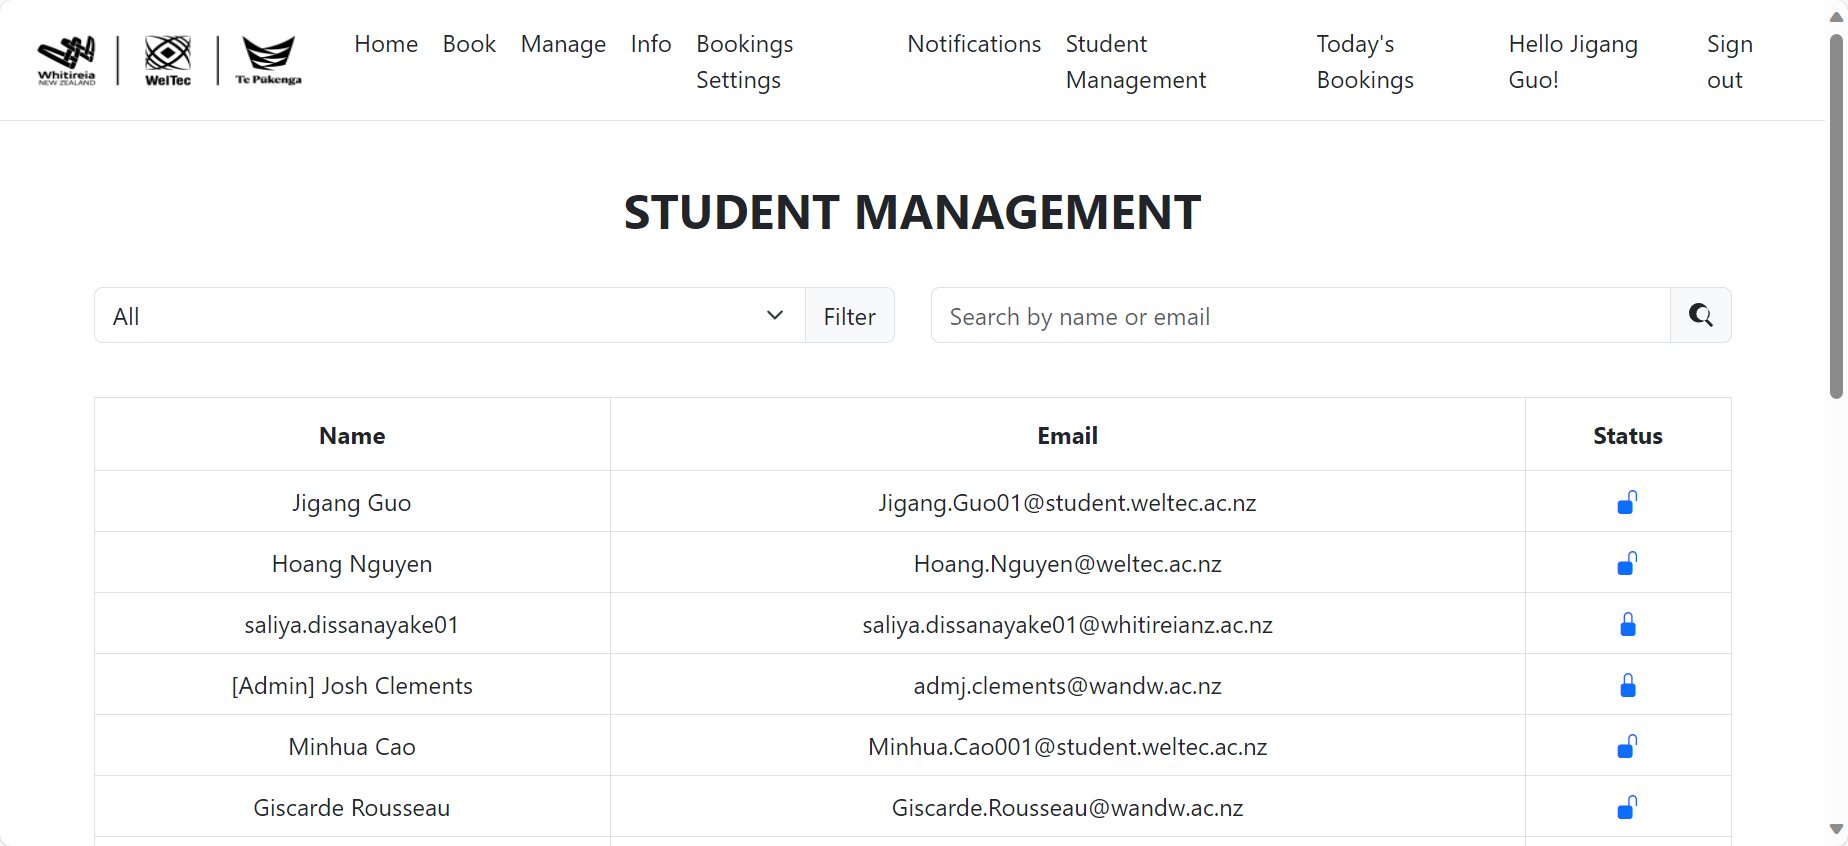 Whitireia
NEW ZEALAND
WelTec
Te Pūkenga
Home
Book
Manage
Info
Bookings
Settings
Notifications
Student
Management
Today's
Bookings
Hello Jigang
Guo!
Sign
out
STUDENT MANAGEMENT
All
Filter
Search by name or email
Name Email Status
Jigang Guo Jigang.Guo01@student.weltec.ac.nz
Hoang Nguyen Hoang.Nguyen@weltec.ac.nz
saliya.dissanayake01 saliya.dissanayake01@whitireianz.ac.nz
[Admin] Josh Clements admj.clements@wandw.ac.nz
Minhua Cao Minhua.Cao001@student.weltec.ac.nz
Giscarde Rousseau Giscarde.Rousseau@wandw.ac.nz